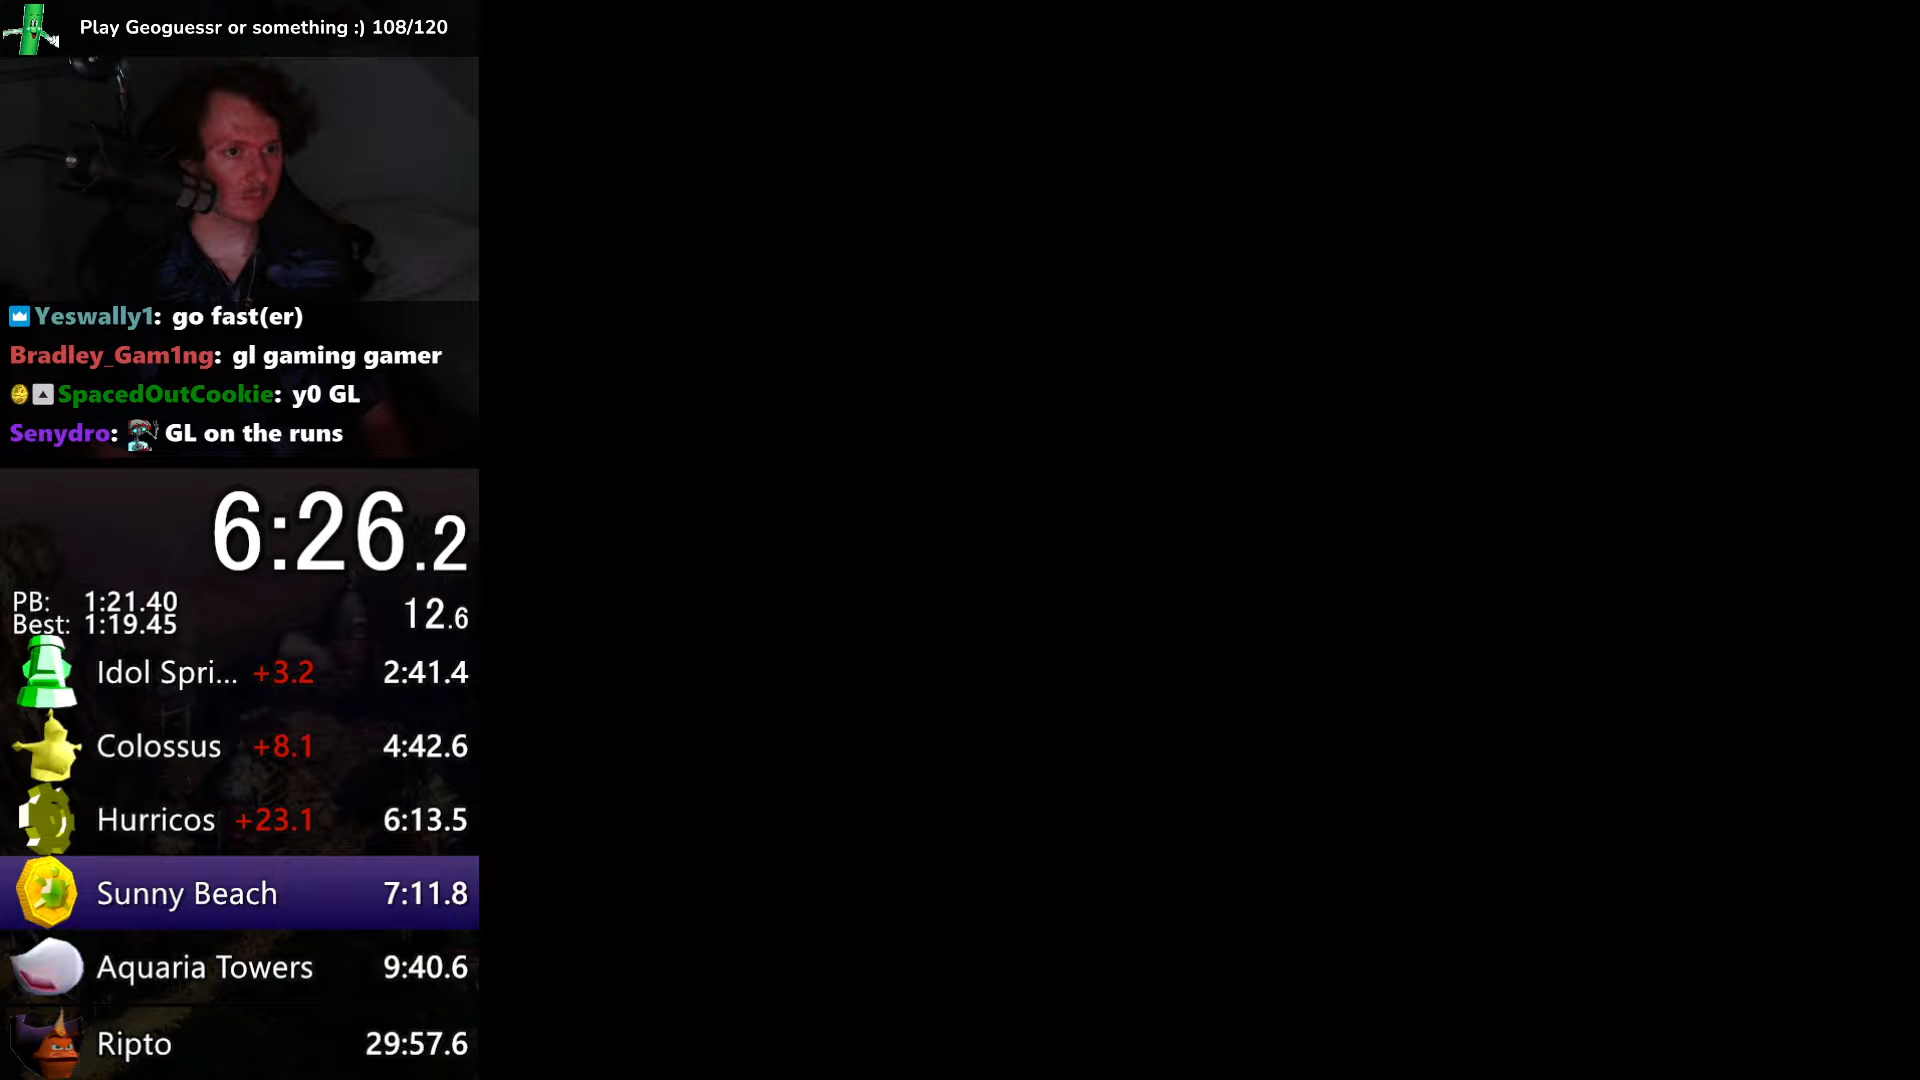 Play Geoguessr or something :) 108/120
Yeswally1: go fast(er)
Bradley_Gam1ng: gl gaming gamer
SpacedOutCookie: y0 GL
Senydro: GL on the runs
6:26.2
PB: 1:21.40
Best: 1:19.45
12.6
Idol Spri... +3.2 2:41.4
Colossus +8.1 4:42.6
Hurricos +23.1 6:13.5
Sunny Beach 7:11.8
Aquaria Towers 9:40.6
Ripto 29:57.6